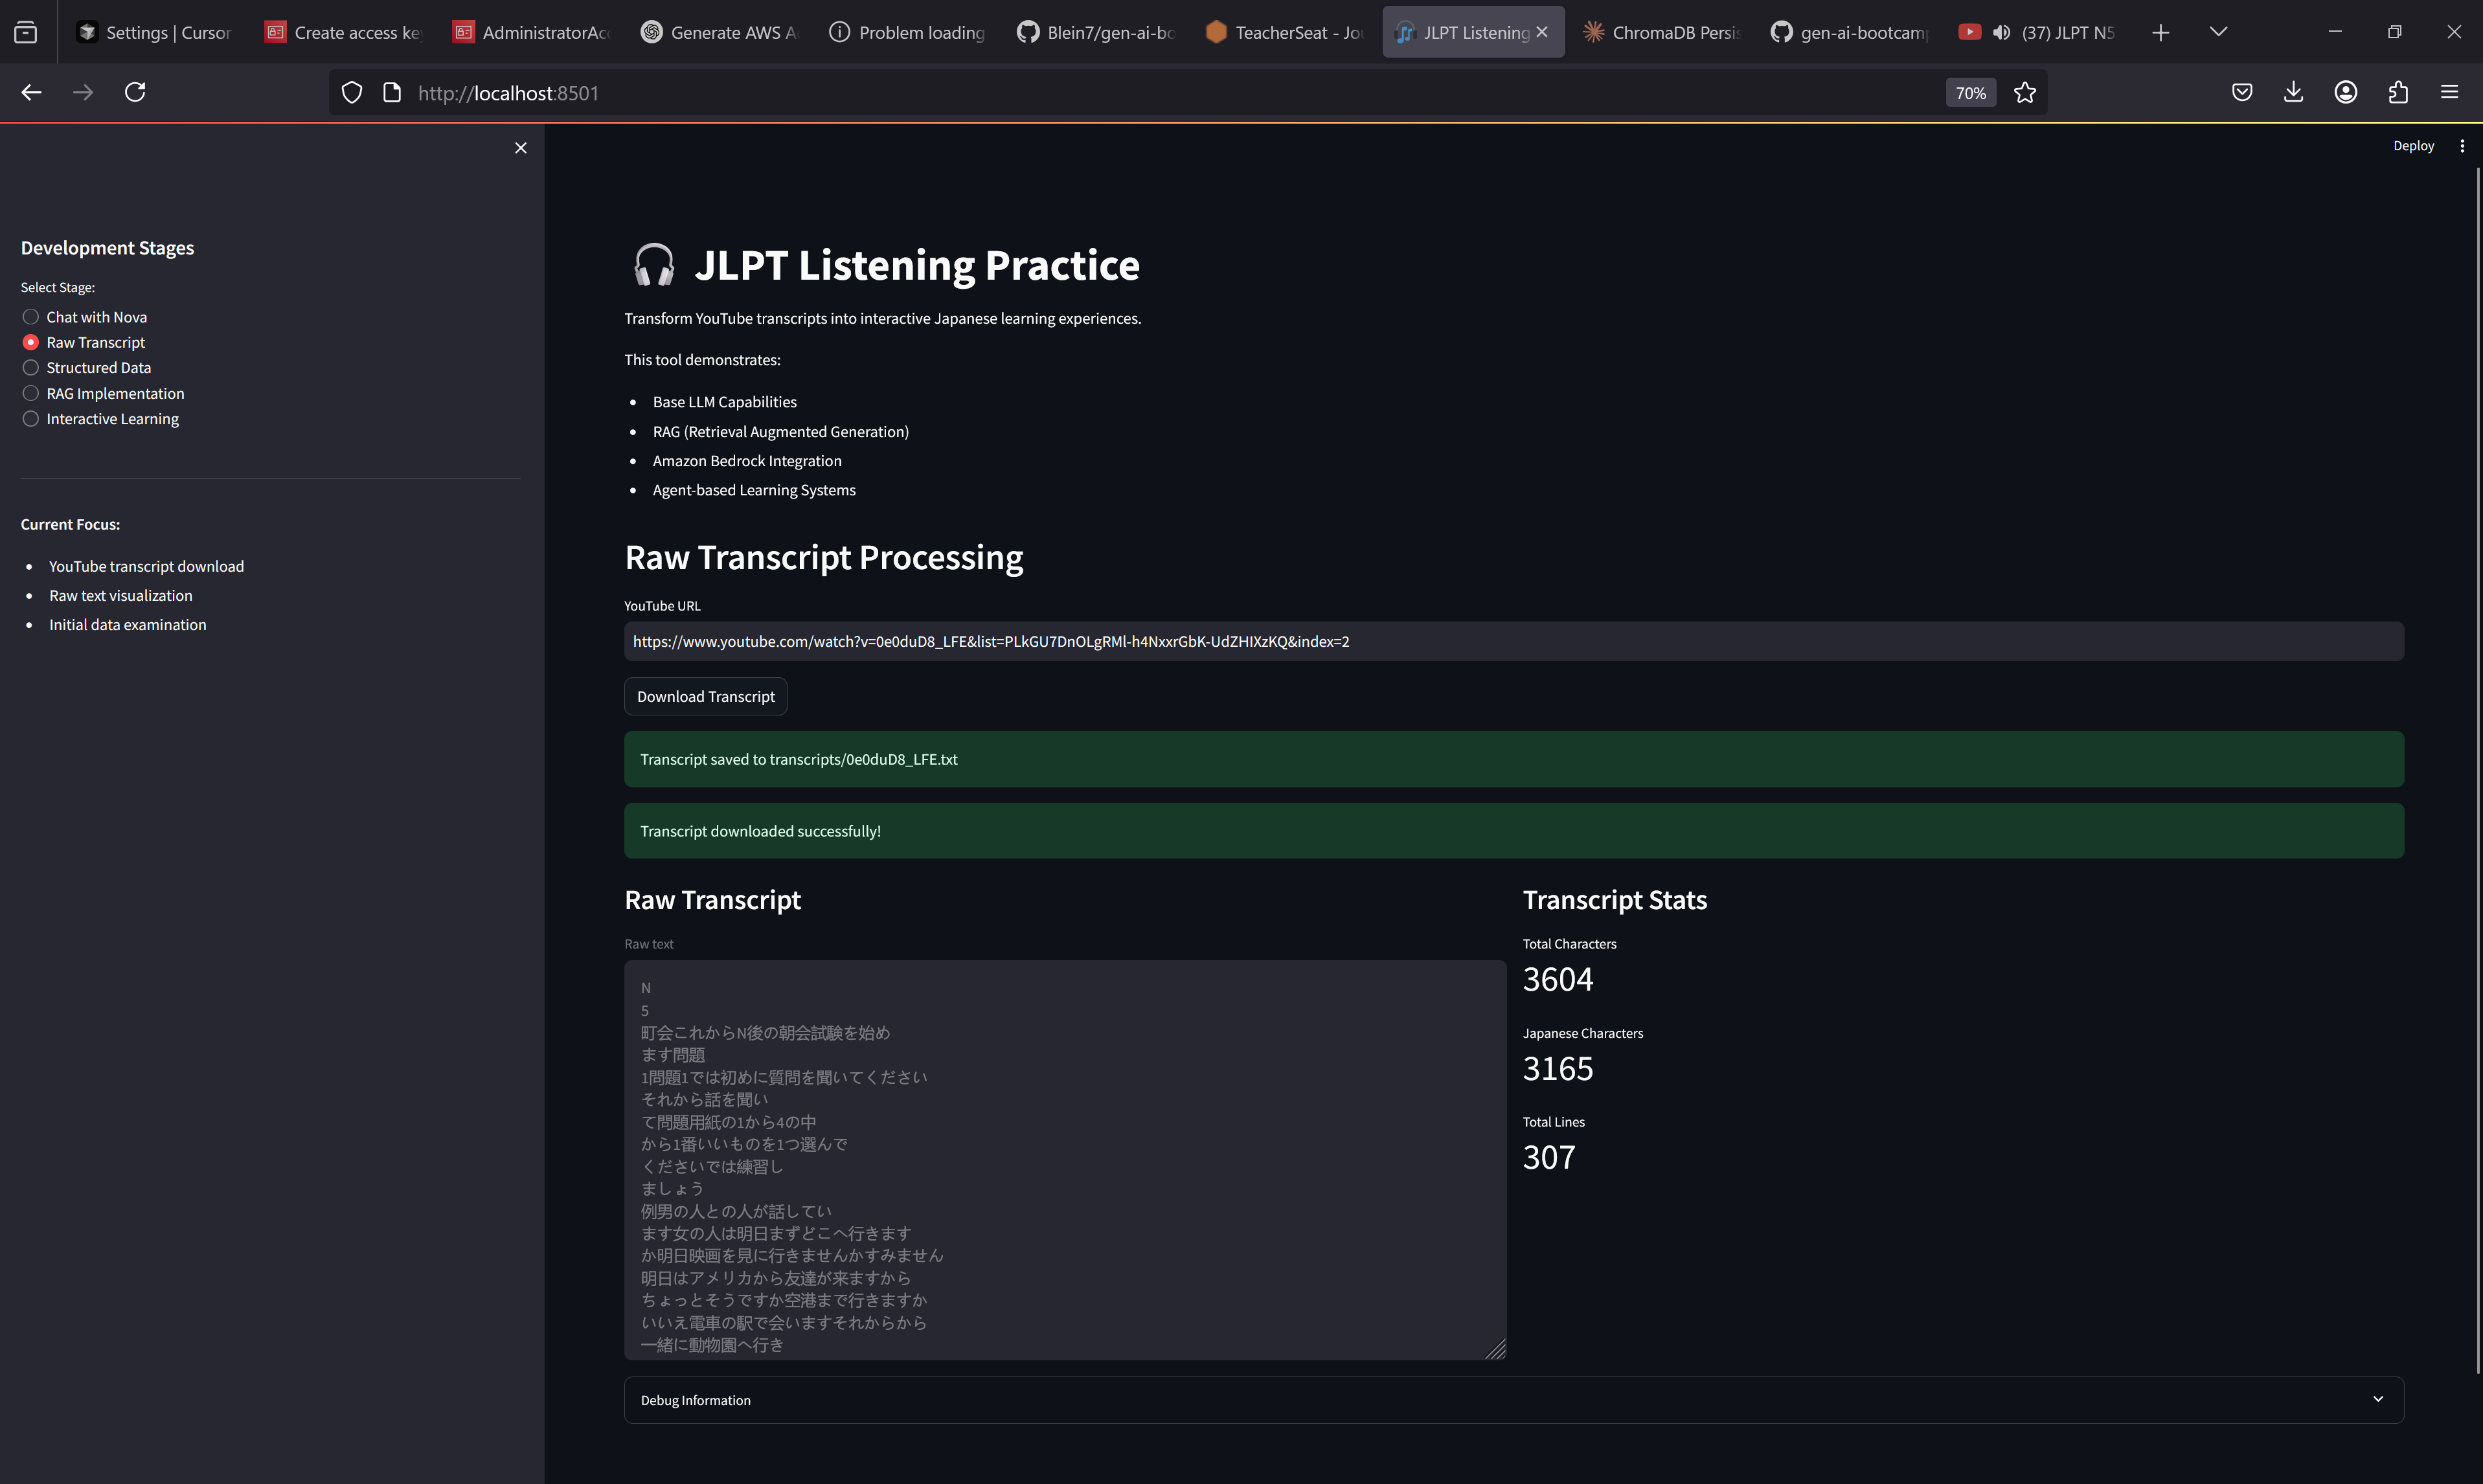 Settings | Cursor
Create access ke
AdministratorAcc
Generate AWS A
Problem loading
Blein7/gen-ai-bo
TeacherSeat - Jou
JLPT Listening
ChromaDB Persis
gen-ai-bootcamp
(37) JLPT N5
http://localhost:8501
70%
Deploy
Development Stages
Select Stage:
Chat with Nova
Raw Transcript
Structured Data
RAG Implementation
Interactive Learning
Current Focus:
YouTube transcript download
Raw text visualization
Initial data examination
JLPT Listening Practice
Transform YouTube transcripts into interactive Japanese learning experiences.
This tool demonstrates:
Base LLM Capabilities
RAG (Retrieval Augmented Generation)
Amazon Bedrock Integration
Agent-based Learning Systems
Raw Transcript Processing
YouTube URL
https://www.youtube.com/watch?v=0e0duD8_LFE&list=PLkGU7DnOLgRMl-h4NxxrGbK-UdZHIXzKQ&index=2
Download Transcript
Transcript saved to transcripts/0e0duD8_LFE.txt
Transcript downloaded successfully!
Raw Transcript
Raw text
N
5
町会これからN後の朝会試験を始め
ます問題
1問題1では初めに質問を聞いてください
それから話を聞い
て問題用紙の1から4の中
から1番いいものを1つ選んで
くださいでは練習し
ましょう
例男の人との人が話してい
ます女の人は明日まずどこへ行きます
か明日映画を見に行きませんかすみません
明日はアメリカから友達が来ますから
ちょっとそうですか空港まで行きますか
いいえ電車の駅で会いますそれからから
一緒に動物園へ行き
Transcript Stats
Total Characters
3604
Japanese Characters
3165
Total Lines
307
Debug Information